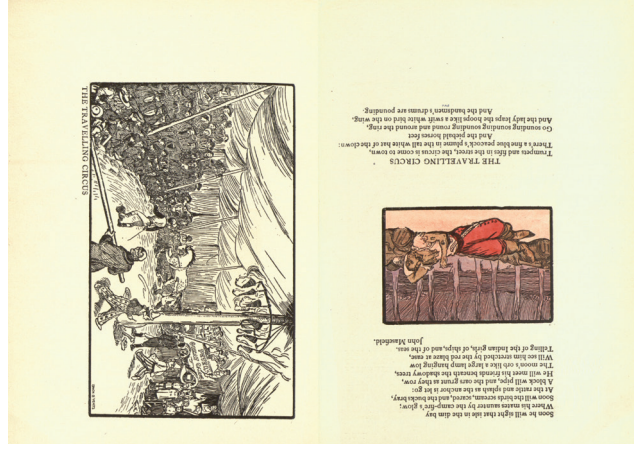 Soon he will sight that isle in the dim bay
Where his mates saunter by the camp-fire's glow;
Soon will the birds scream, scared, and the bucks bray,
At the rattle and splash as the anchor is let go:
A block will pipe, and the oars grunt as they row,
He will meet his friends beneath the shadowy trees,
The moon's orb like a large lamp hanging low
Will see him stretched by the red blaze at ease,
Telling of the Indian girls, of ships, and of the seas.
John Masefield.
THE TRAVELLING CIRCUS
Trumpets and fifes in the street, the circus is come to town,
There's a fine blue peacock's plume in the tall white hat of the clown:
And the piebald horses feet
Go sounding sounding sounding round and around the ring,
And the lady leaps the hoops like a swift white bird on the wing.
And the bandsmen's drums are pounding.
THE TRAVELLING CIRCUS